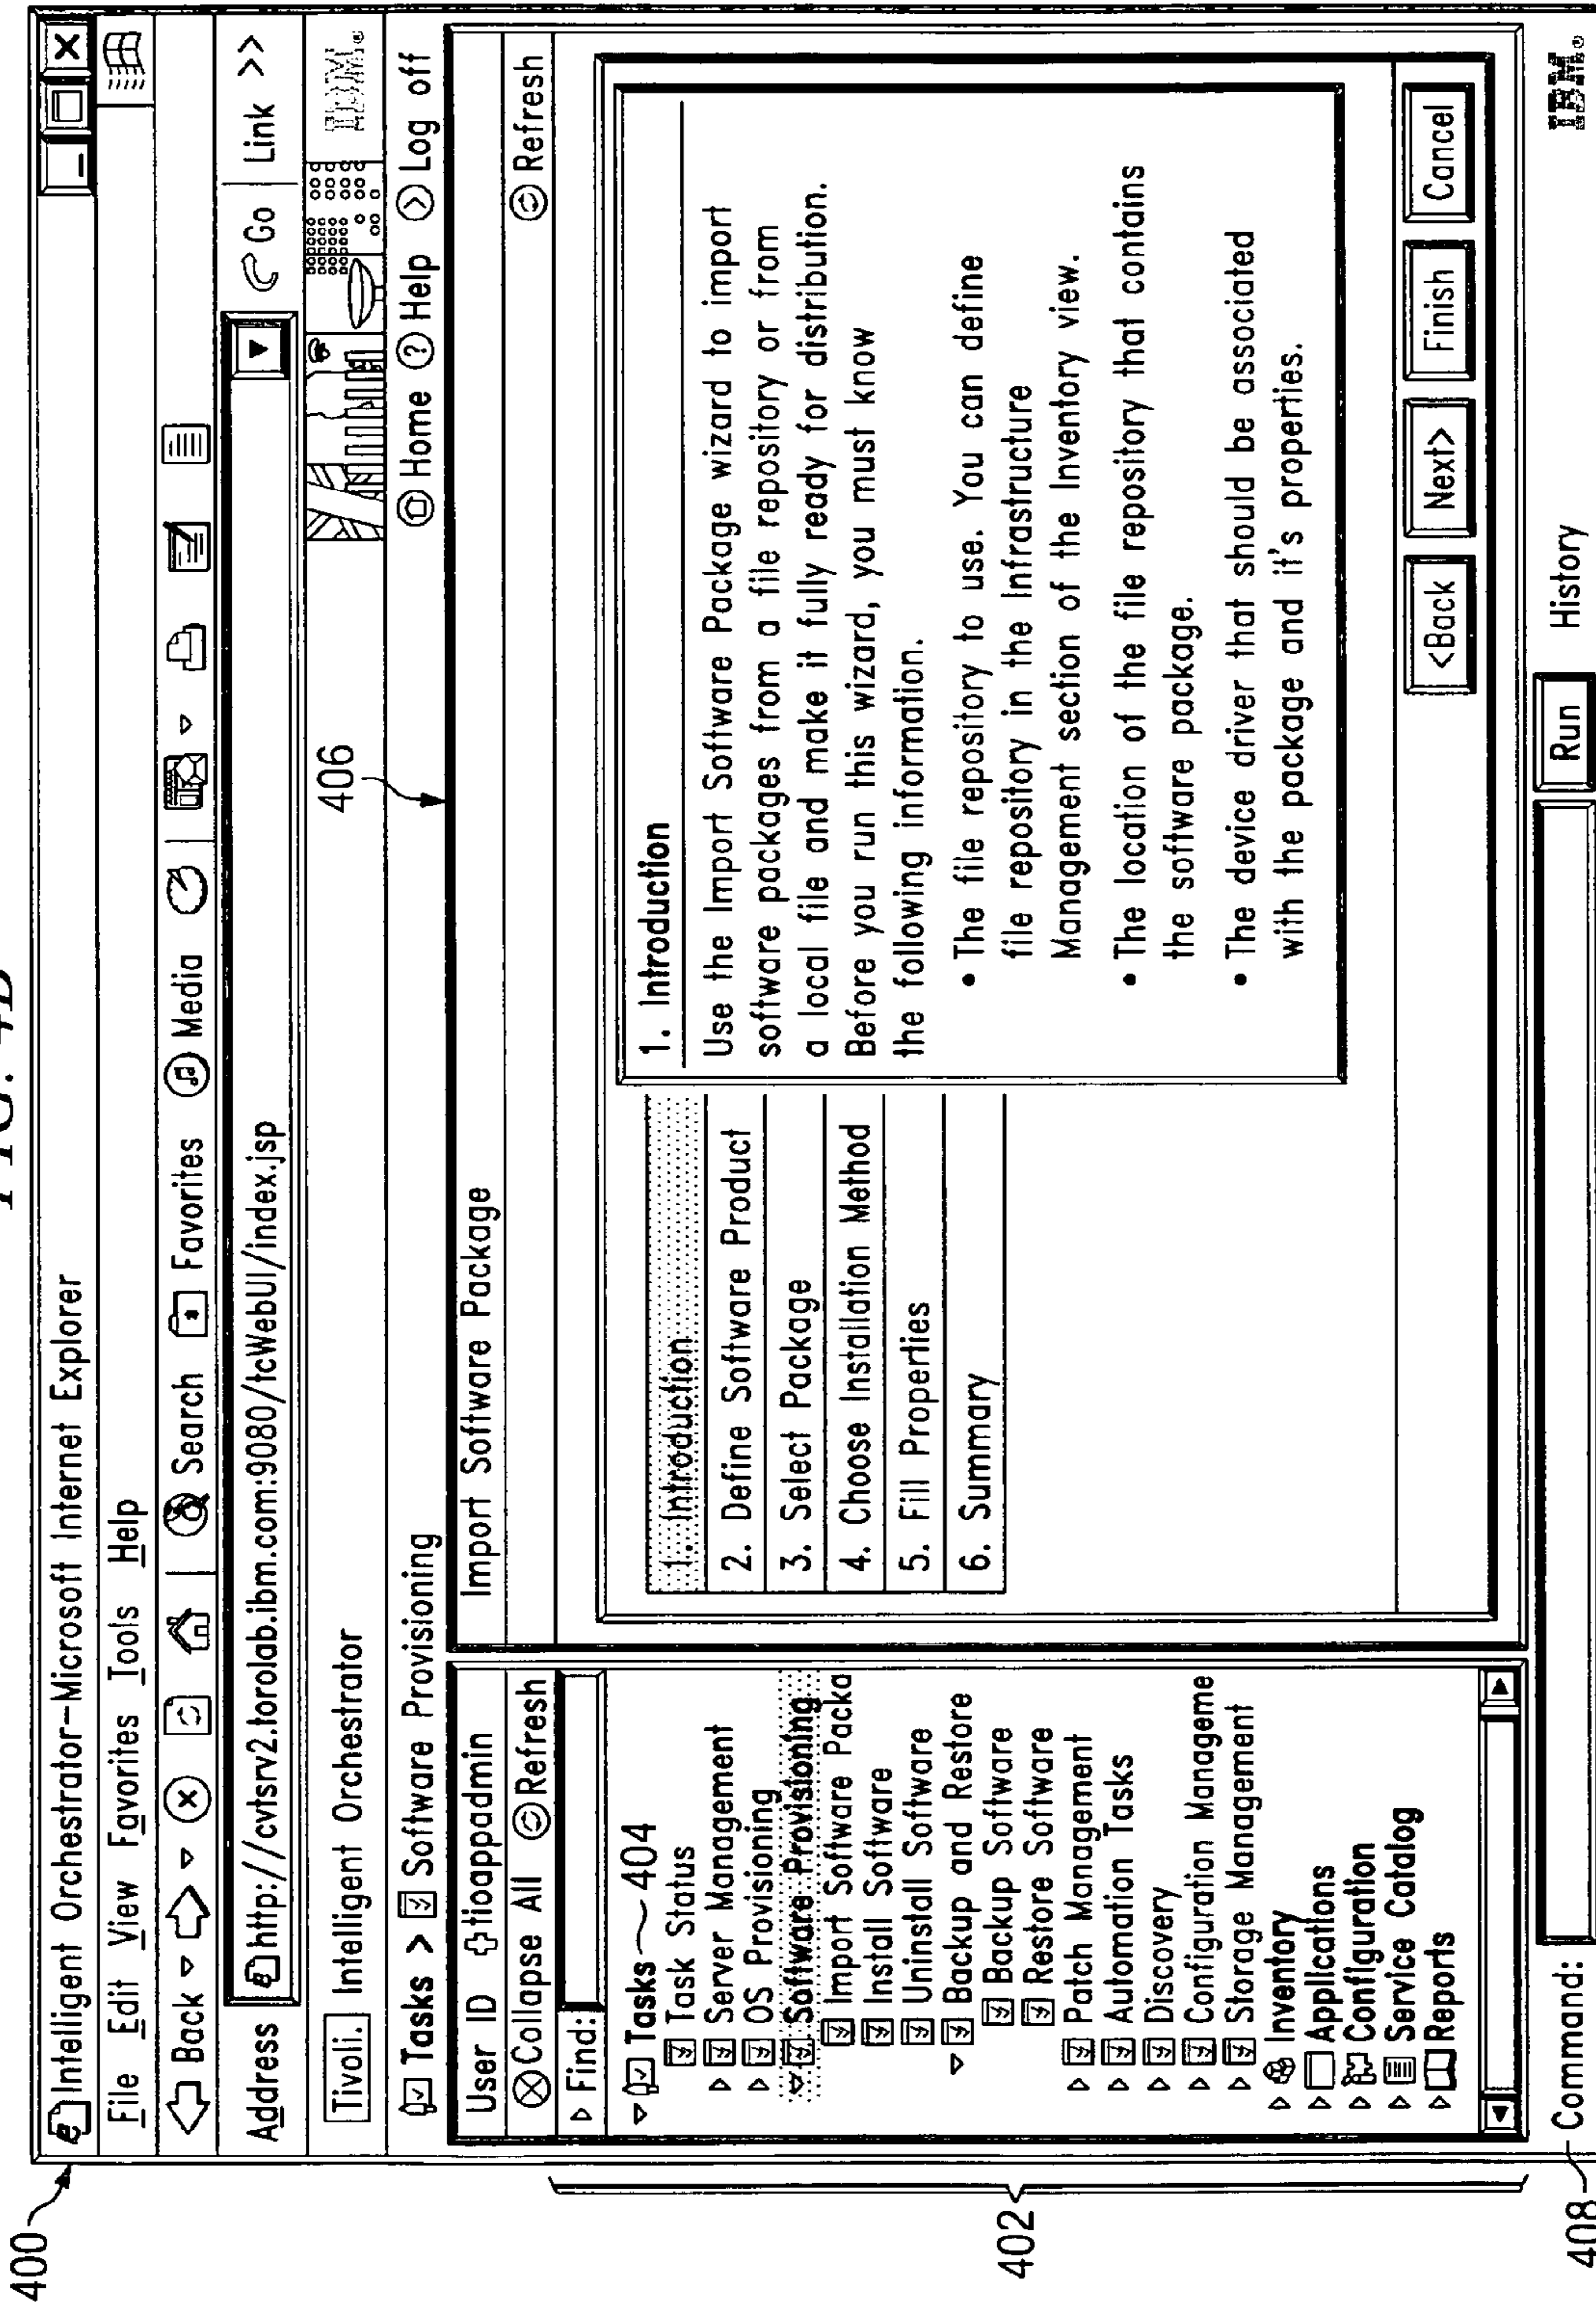 FIG. 4B
400
Intelligent Orchestrator-Microsoft Internet Explorer
File Edit View Favorites Tools Help
Back Search Favorites Media
Address http://cvtsrv2.torolab.ibm.com:9080/tcWebUI/index.jsp Go Link >>
Tivoli. Intelligent Orchestrator IBM®
406
Tasks > Software Provisioning Home ? Help > Log off
User ID tioappadmin
Collapse All Refresh
Find:
402
Tasks 404
Task Status
Server Management
OS Provisioning
Software Provisioning
Import Software Packa
Install Software
Uninstall Software
Backup and Restore
Backup Software
Restore Software
Patch Management
Automation Tasks
Discovery
Configuration Manageme
Storage Management
Inventory
Applications
Configuration
Service Catalog
Reports
Import Software Package
Refresh
1. Introduction
2. Define Software Product
3. Select Package
4. Choose Installation Method
5. Fill Properties
6. Summary
1. Introduction
Use the Import Software Package wizard to import
software packages from a file repository or from
a local file and make it fully ready for distribution.
Before you run this wizard, you must know
the following information.
• The file repository to use. You can define
file repository in the Infrastructure
Management section of the Inventory view.
• The location of the file repository that contains
the software package.
• The device driver that should be associated
with the package and it's properties.
<Back Next> Finish Cancel
408 Command: Run History IBM®